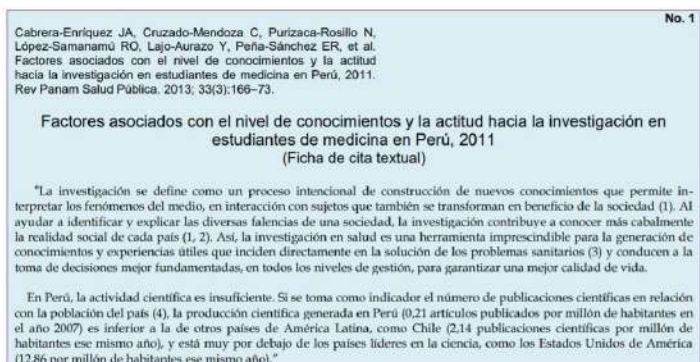 No. 1
Cabrera-Enríquez JA, Cruzado-Mendoza C, Purizaca-Rosillo N,
López-Samanamú RO, Lajo-Aurazo Y, Peña-Sánchez ER, et al.
Factores asociados con el nivel de conocimientos y la actitud
hacia la investigación en estudiantes de medicina en Perú, 2011.
Rev Panam Salud Pública. 2013; 33(3):166–73.
Factores asociados con el nivel de conocimientos y la actitud hacia la investigación en
estudiantes de medicina en Perú, 2011
(Ficha de cita textual)
"La investigación se define como un proceso intencional de construcción de nuevos conocimientos que permite in-
terpretar los fenómenos del medio, en interacción con sujetos que también se transforman en beneficio de la sociedad (1). Al
ayudar a identificar y explicar las diversas falencias de una sociedad, la investigación contribuye a conocer más cabalmente
la realidad social de cada país (1, 2). Así, la investigación en salud es una herramienta imprescindible para la generación de
conocimientos y experiencias útiles que inciden directamente en la solución de los problemas sanitarios (3) y conducen a la
toma de decisiones mejor fundamentadas, en todos los niveles de gestión, para garantizar una mejor calidad de vida.
En Perú, la actividad científica es insuficiente. Si se toma como indicador el número de publicaciones científicas en relación
con la población del país (4), la producción científica generada en Perú (0,21 artículos publicados por millón de habitantes en
el año 2007) es inferior a la de otros países de América Latina, como Chile (2,14 publicaciones científicas por millón de
habitantes ese mismo año), y está muy por debajo de los países líderes en la ciencia, como los Estados Unidos de América
(12,86 por millón de habitantes ese mismo año)."